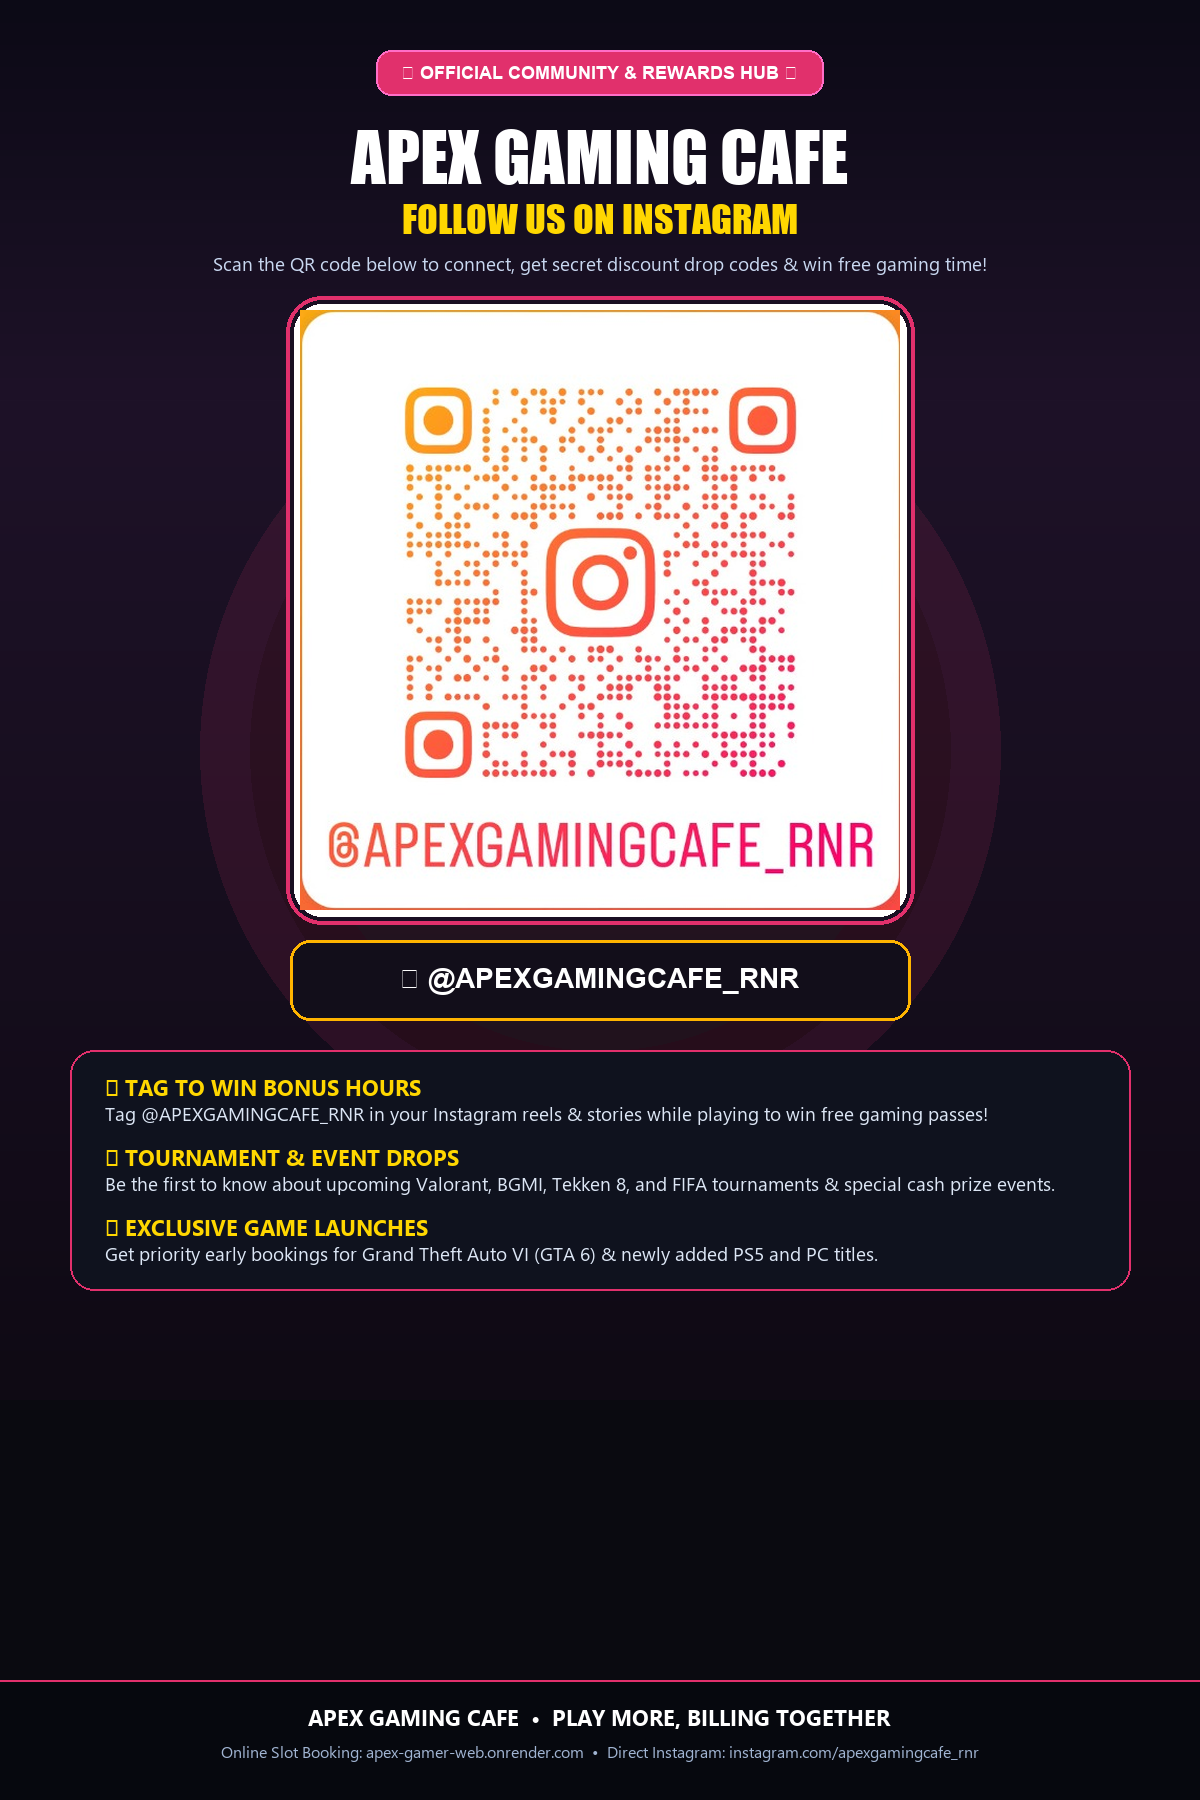 OFFICIAL COMMUNITY & REWARDS HUB
APEX GAMING CAFE
FOLLOW US ON INSTAGRAM
Scan the QR code below to connect, get secret discount drop codes & win free gaming time!
@APEXGAMINGCAFE_RNR
@APEXGAMINGCAFE_RNR
TAG TO WIN BONUS HOURS
Tag @APEXGAMINGCAFE_RNR in your Instagram reels & stories while playing to win free gaming passes!
TOURNAMENT & EVENT DROPS
Be the first to know about upcoming Valorant, BGMI, Tekken 8, and FIFA tournaments & special cash prize events.
EXCLUSIVE GAME LAUNCHES
Get priority early bookings for Grand Theft Auto VI (GTA 6) & newly added PS5 and PC titles.
APEX GAMING CAFE • PLAY MORE, BILLING TOGETHER
Online Slot Booking: apex-gamer-web.onrender.com • Direct Instagram: instagram.com/apexgamingcafe_rnr